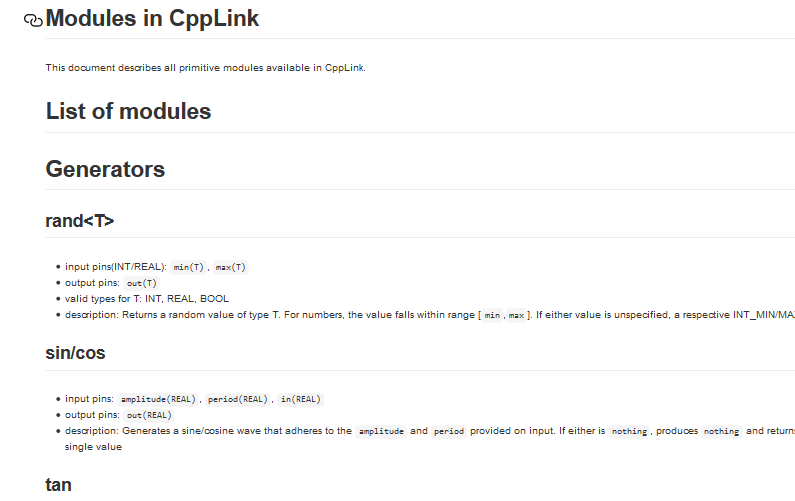 Modules in CppLink
This document describes all primitive modules available in CppLink.
List of modules
Generators
rand<T>
• input pins(INT/REAL): min(T) , max(T)
• output pins: out(T)
• valid types for T: INT, REAL, BOOL
• description: Returns a random value of type T. For numbers, the value falls within range [ min , max ]. If either value is unspecified, a respective INT_MIN/MA
sin/cos
• input pins: amplitude(REAL) , period(REAL) , in(REAL)
• output pins: out(REAL)
• description: Generates a sine/cosine wave that adheres to the amplitude and period provided on input. If either is nothing , produces nothing and return
single value
tan